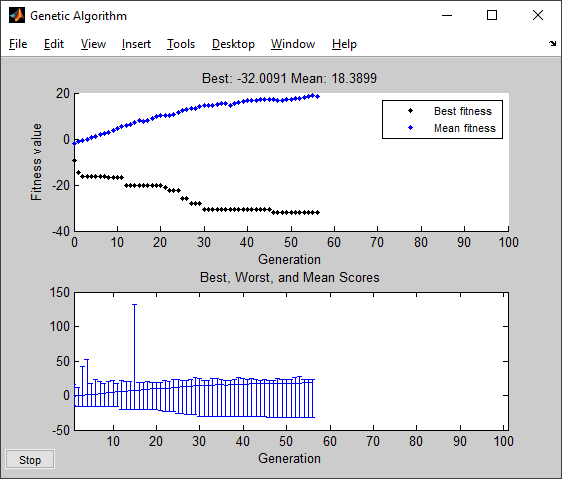 Genetic Algorithm
File Edit View Insert Tools Desktop Window Help
Best: -32.0091 Mean: 18.3899
20
0
-20
-40
Fitness value
Best fitness
Mean fitness
0 10 20 30 40 50 60 70 80 90 100
Generation
Best, Worst, and Mean Scores
150
100
50
0
-50
10 20 30 40 50 60 70 80 90 100
Generation
Stop